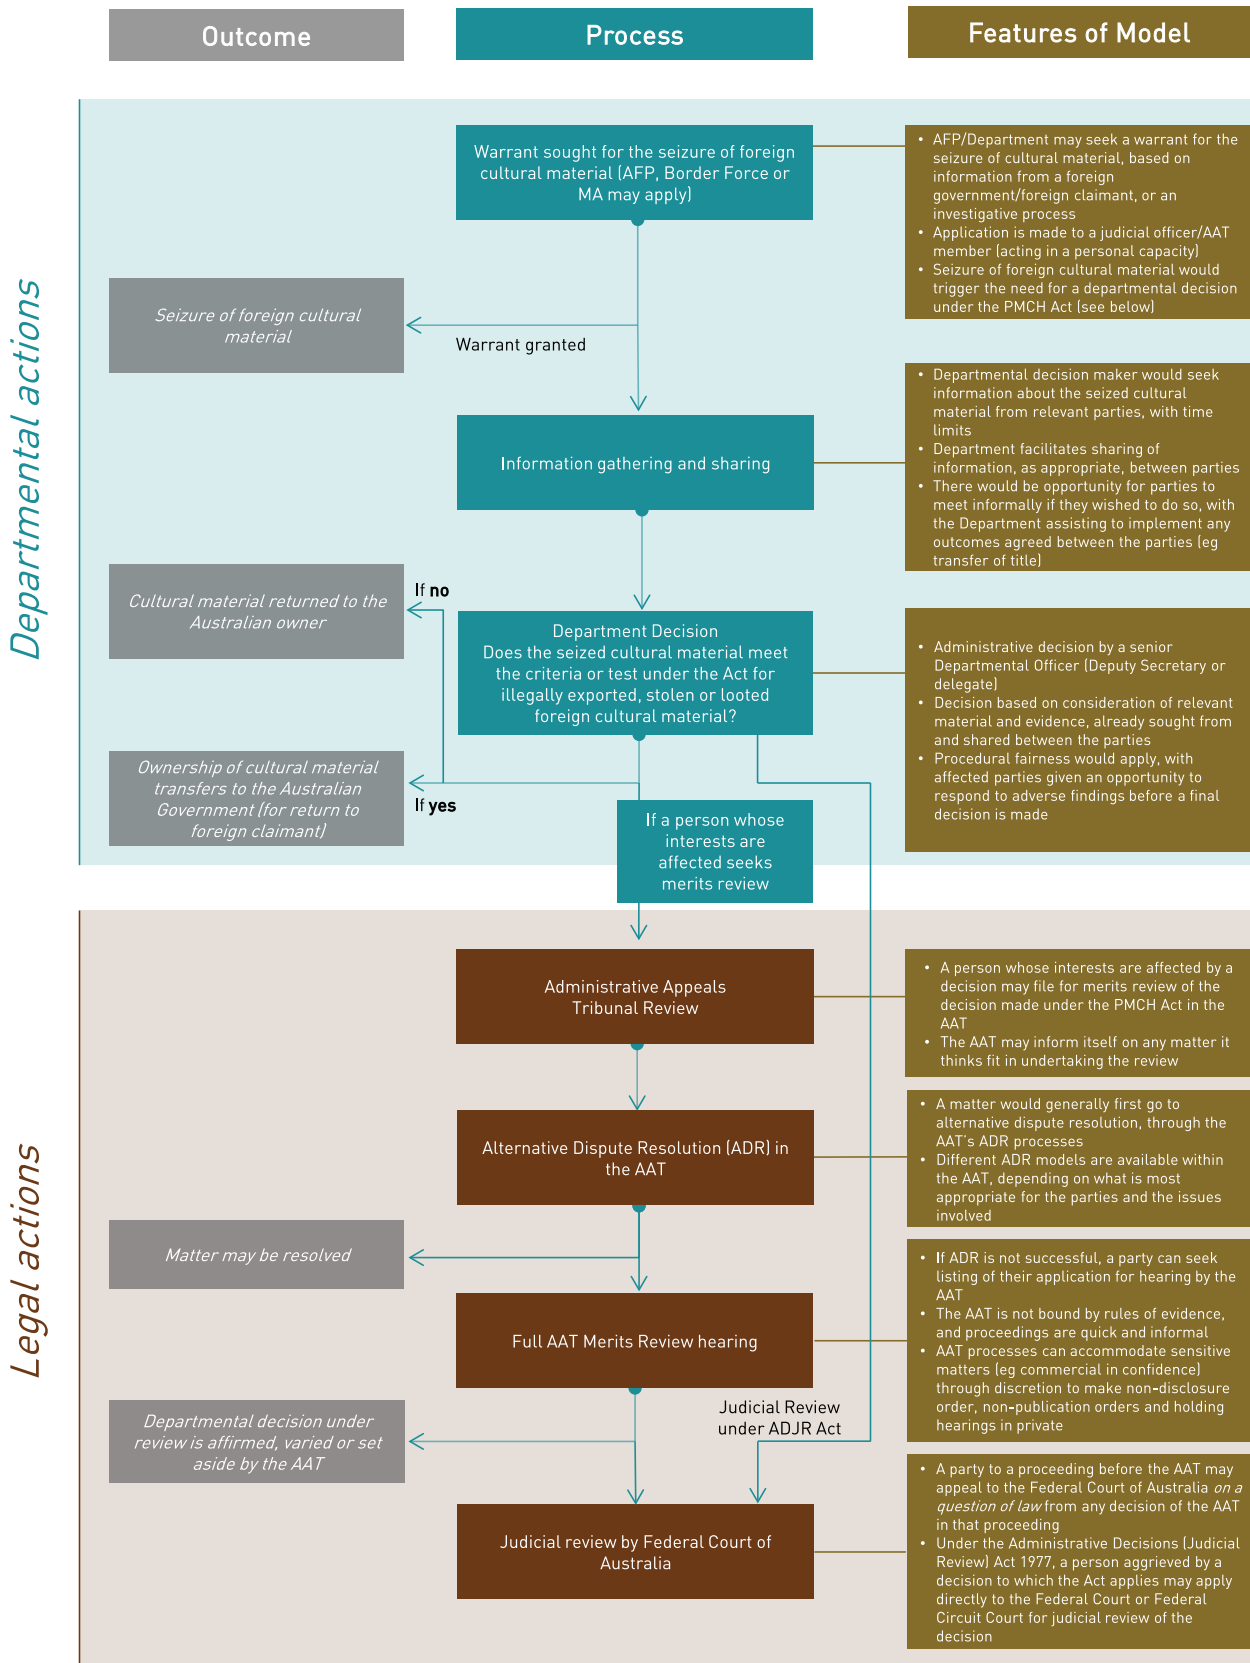 Outcome
Process
Features of Model
Departmental actions
Warrant sought for the seizure of foreign
cultural material (AFP, Border Force or
MA may apply)
• AFP/Department may seek a warrant for the
seizure of cultural material, based on
information from a foreign
government/foreign claimant, or an
investigative process
• Application is made to a judicial officer/AAT
member (acting in a personal capacity)
• Seizure of foreign cultural material would
trigger the need for a departmental decision
under the PMCH Act (see below)
Seizure of foreign cultural
material
Warrant granted
Information gathering and sharing
• Departmental decision maker would seek
information about the seized cultural
material from relevant parties, with time
limits
• Department facilitates sharing of
information, as appropriate, between parties
• There would be opportunity for parties to
meet informally if they wished to do so, with
the Department assisting to implement any
outcomes agreed between the parties (eg
transfer of title)
Cultural material returned to the
Australian owner
If no
Department Decision
Does the seized cultural material meet
the criteria or test under the Act for
illegally exported, stolen or looted
foreign cultural material?
• Administrative decision by a senior
Departmental Officer (Deputy Secretary or
delegate)
• Decision based on consideration of relevant
material and evidence, already sought from
and shared between the parties
• Procedural fairness would apply, with
affected parties given an opportunity to
respond to adverse findings before a final
decision is made
Ownership of cultural material
transfers to the Australian
Government (for return to
foreign claimant)
If yes
If a person whose
interests are
affected seeks
merits review
Legal actions
Administrative Appeals
Tribunal Review
• A person whose interests are affected by a
decision may file for merits review of the
decision made under the PMCH Act in the
AAT
• The AAT may inform itself on any matter it
thinks fit in undertaking the review
Alternative Dispute Resolution (ADR) in
the AAT
• A matter would generally first go to
alternative dispute resolution, through the
AAT's ADR processes
• Different ADR models are available within
the AAT, depending on what is most
appropriate for the parties and the issues
involved
Matter may be resolved
Full AAT Merits Review hearing
• If ADR is not successful, a party can seek
listing of their application for hearing by the
AAT
• The AAT is not bound by rules of evidence,
and proceedings are quick and informal
• AAT processes can accommodate sensitive
matters (eg commercial in confidence)
through discretion to make non-disclosure
order, non-publication orders and holding
hearings in private
Departmental decision under
review is affirmed, varied or set
aside by the AAT
Judicial Review
under ADJR Act
Judicial review by Federal Court of
Australia
• A party to a proceeding before the AAT may
appeal to the Federal Court of Australia on a
question of law from any decision of the AAT
in that proceeding
• Under the Administrative Decisions (Judicial
Review) Act 1977, a person aggrieved by a
decision to which the Act applies may apply
directly to the Federal Court or Federal
Circuit Court for judicial review of the
decision